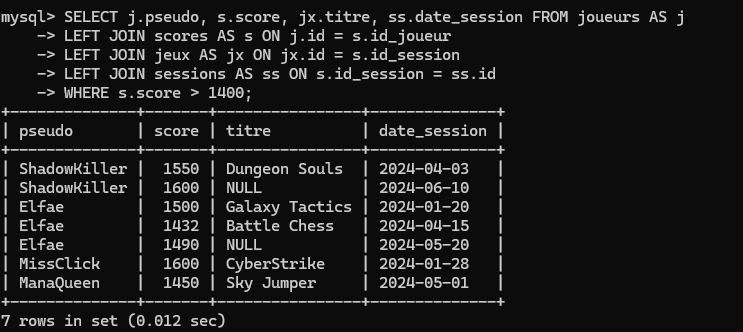 mysql> SELECT j.pseudo, s.score, jx.titre, ss.date_session FROM joueurs AS j
    -> LEFT JOIN scores AS s ON j.id = s.id_joueur
    -> LEFT JOIN jeux AS jx ON jx.id = s.id_session
    -> LEFT JOIN sessions AS ss ON s.id_session = ss.id
    -> WHERE s.score > 1400;
+--------------+-------+----------------+--------------+
| pseudo       | score | titre          | date_session |
+--------------+-------+----------------+--------------+
| ShadowKiller |  1550 | Dungeon Souls  | 2024-04-03   |
| ShadowKiller |  1600 | NULL           | 2024-06-10   |
| Elfae        |  1500 | Galaxy Tactics | 2024-01-20   |
| Elfae        |  1432 | Battle Chess   | 2024-04-15   |
| Elfae        |  1490 | NULL           | 2024-05-20   |
| MissClick    |  1600 | CyberStrike    | 2024-01-28   |
| ManaQueen    |  1450 | Sky Jumper     | 2024-05-01   |
+--------------+-------+----------------+--------------+
7 rows in set (0.012 sec)